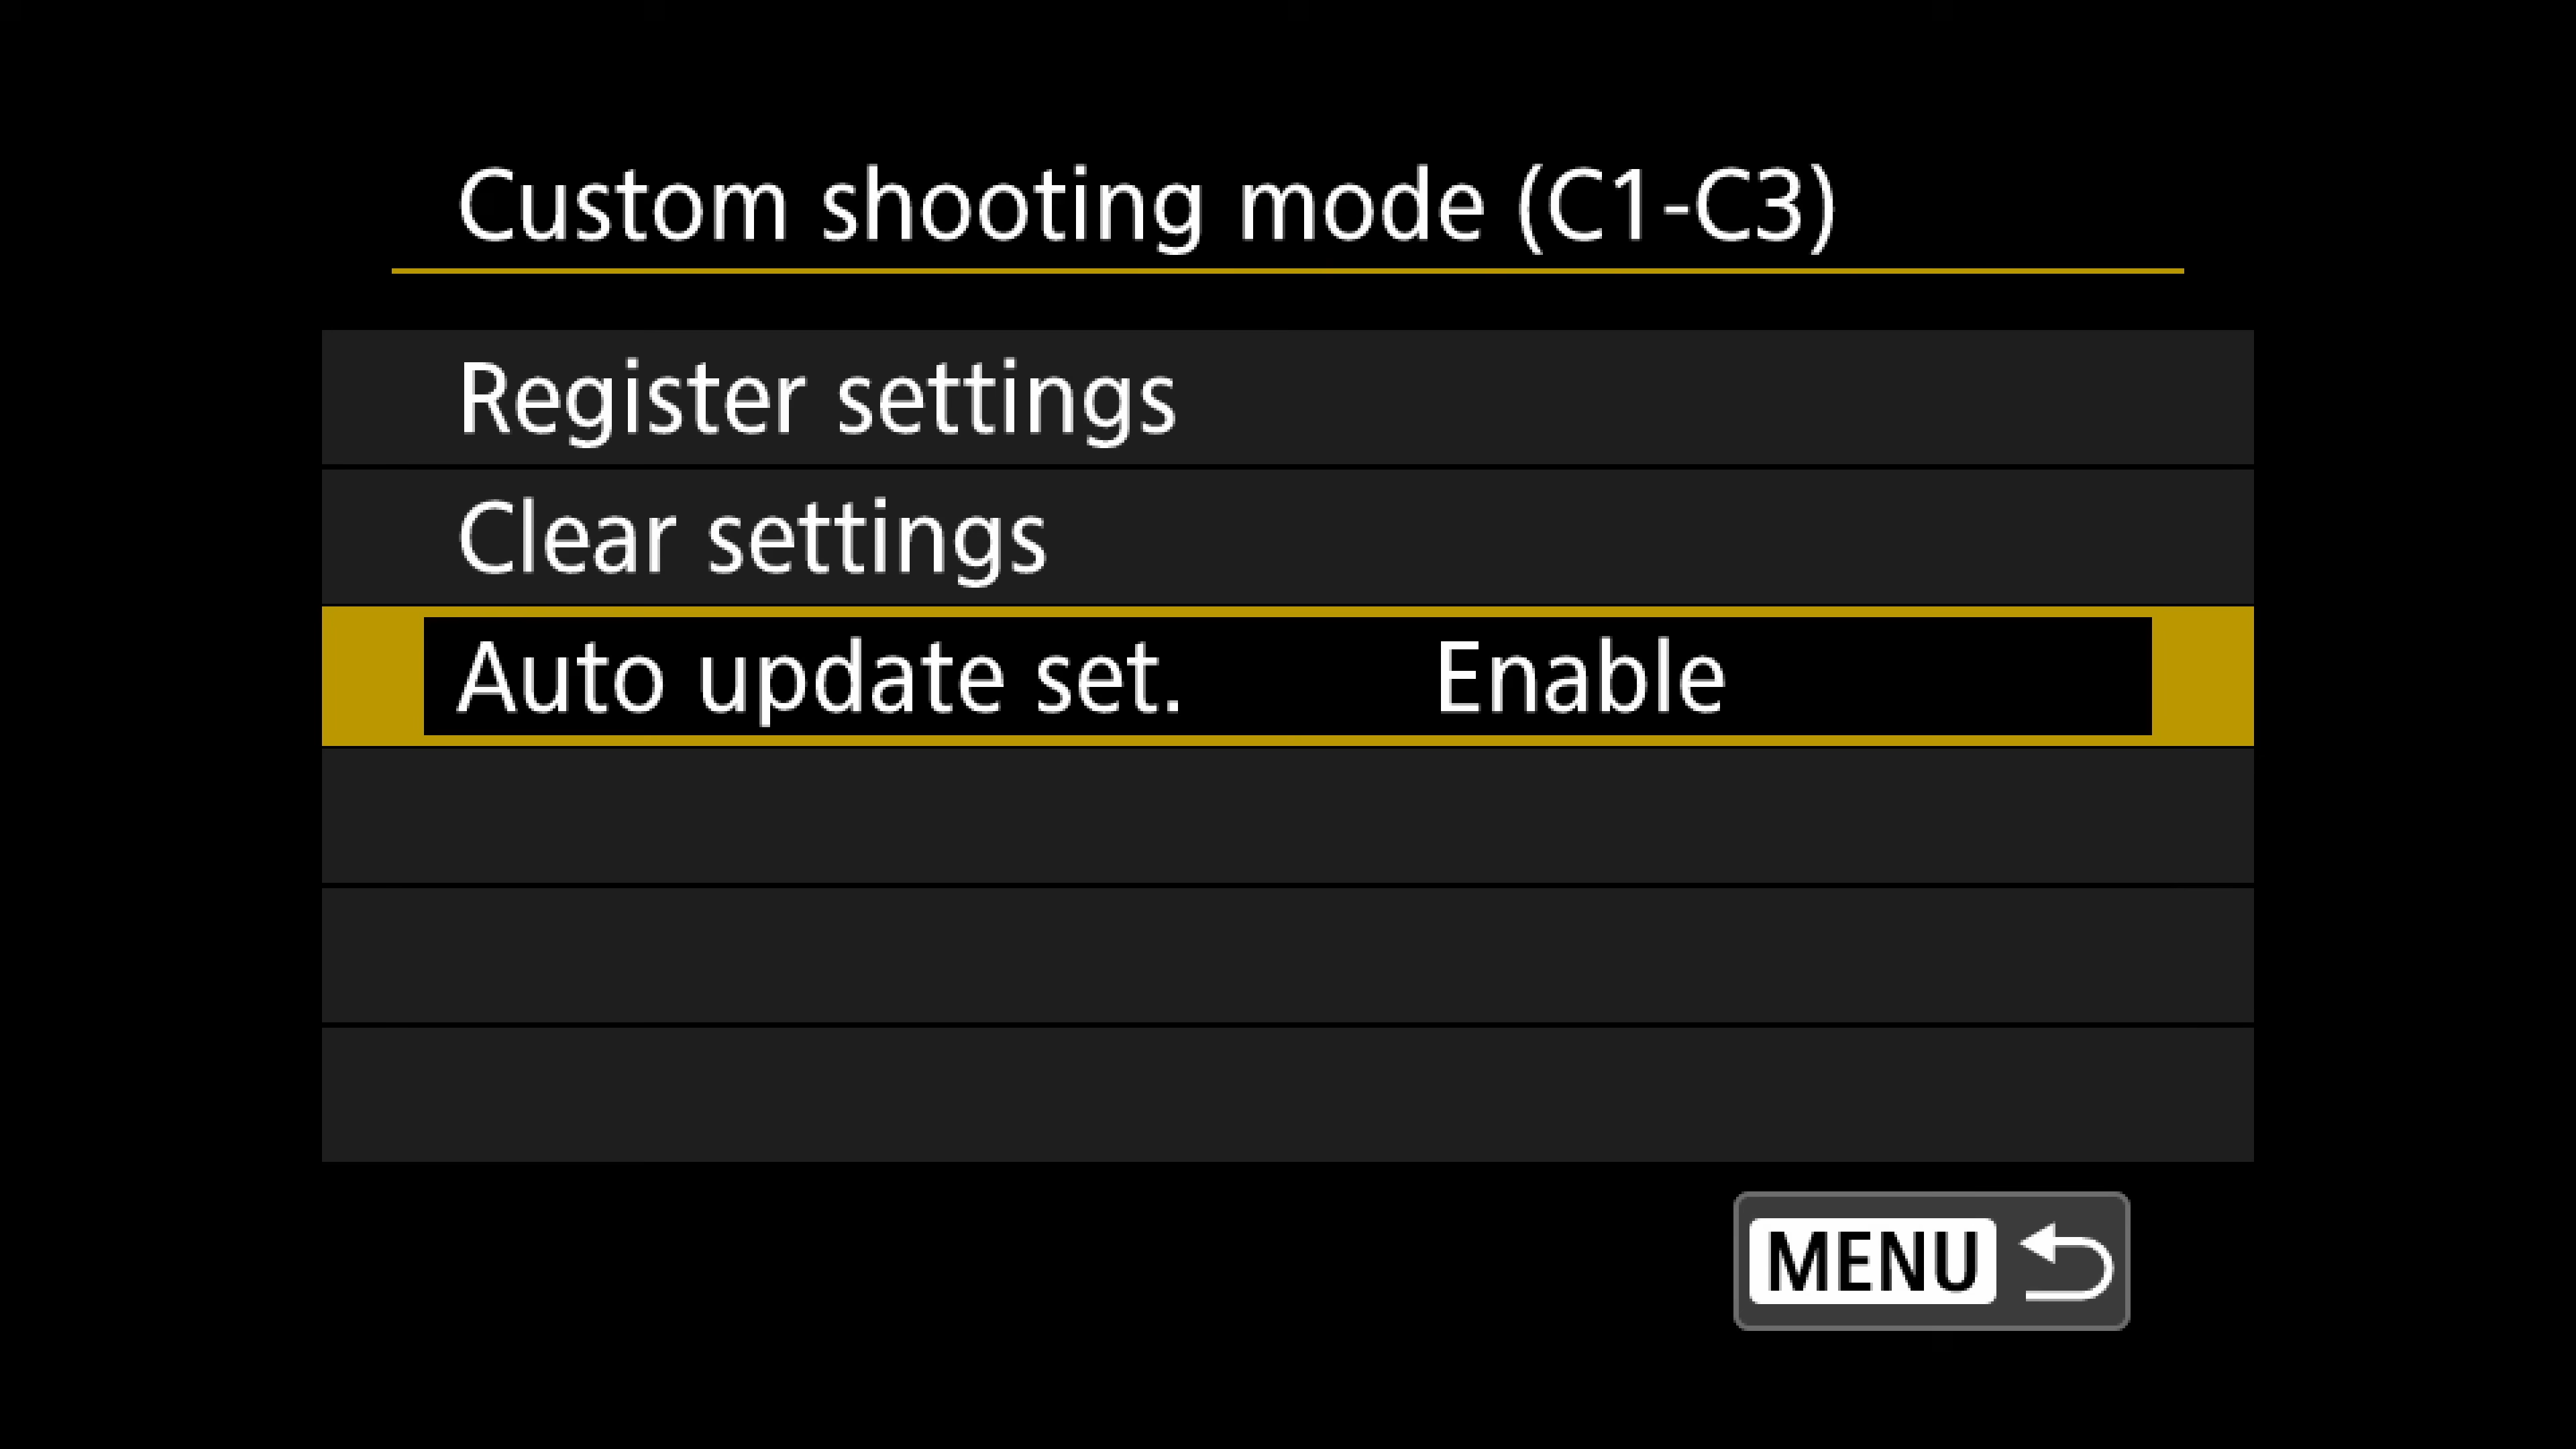 Custom shooting mode (C1-C3)
Register settings
Clear settings
Auto update set. Enable
MENU